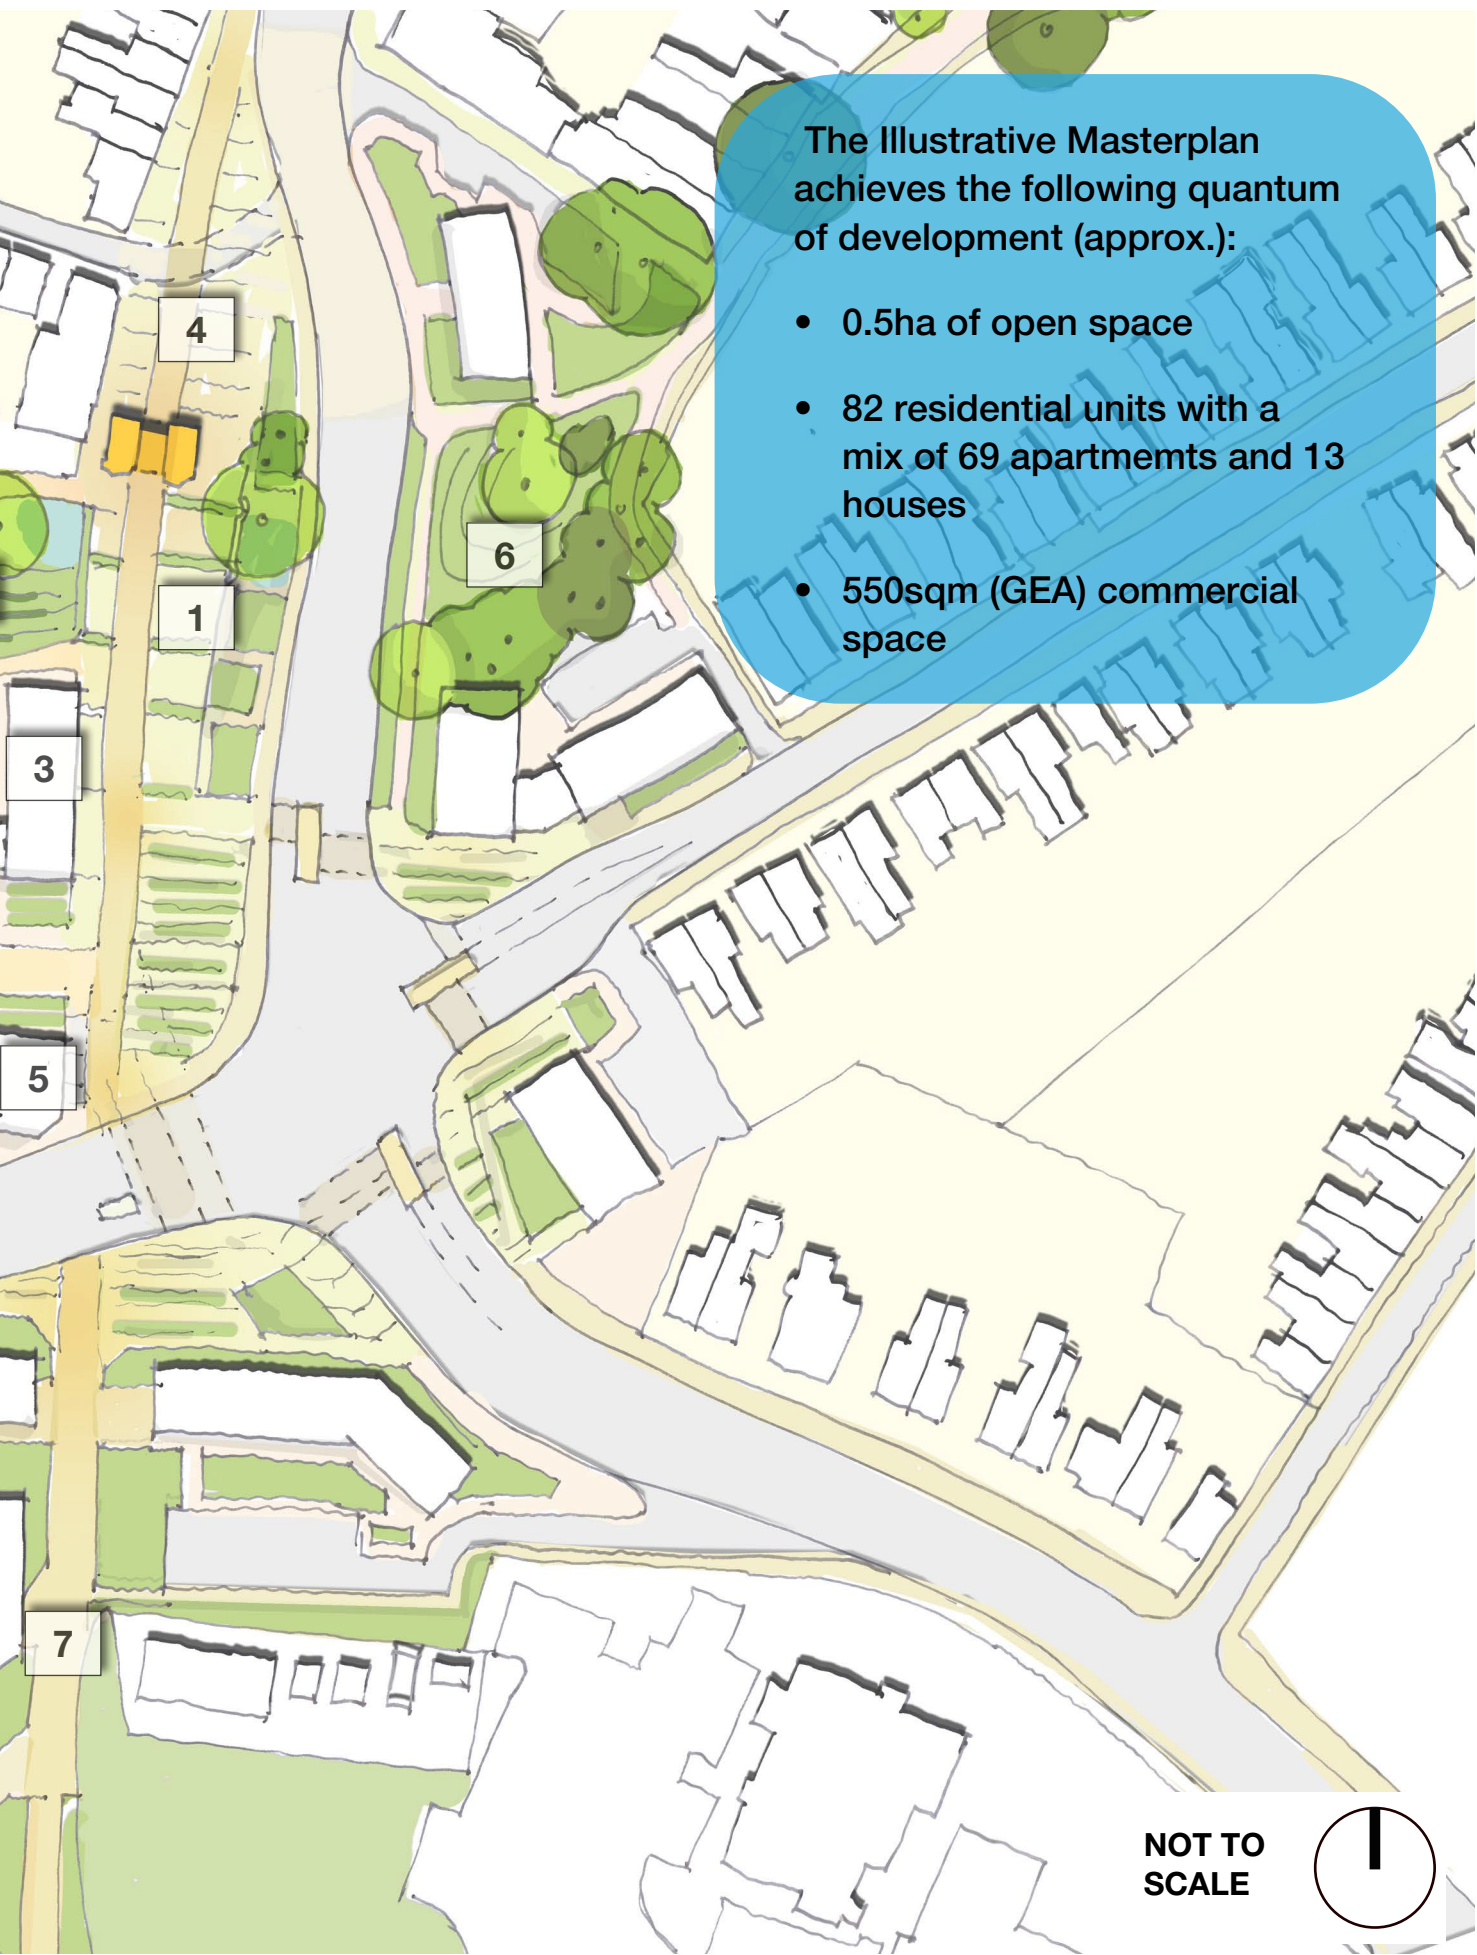 The Illustrative Masterplan
achieves the following quantum
of development (approx.):
• 0.5ha of open space
• 82 residential units with a
mix of 69 apartmemts and 13
houses
• 550sqm (GEA) commercial
space
4
6
1
3
5
7
NOT TO
SCALE